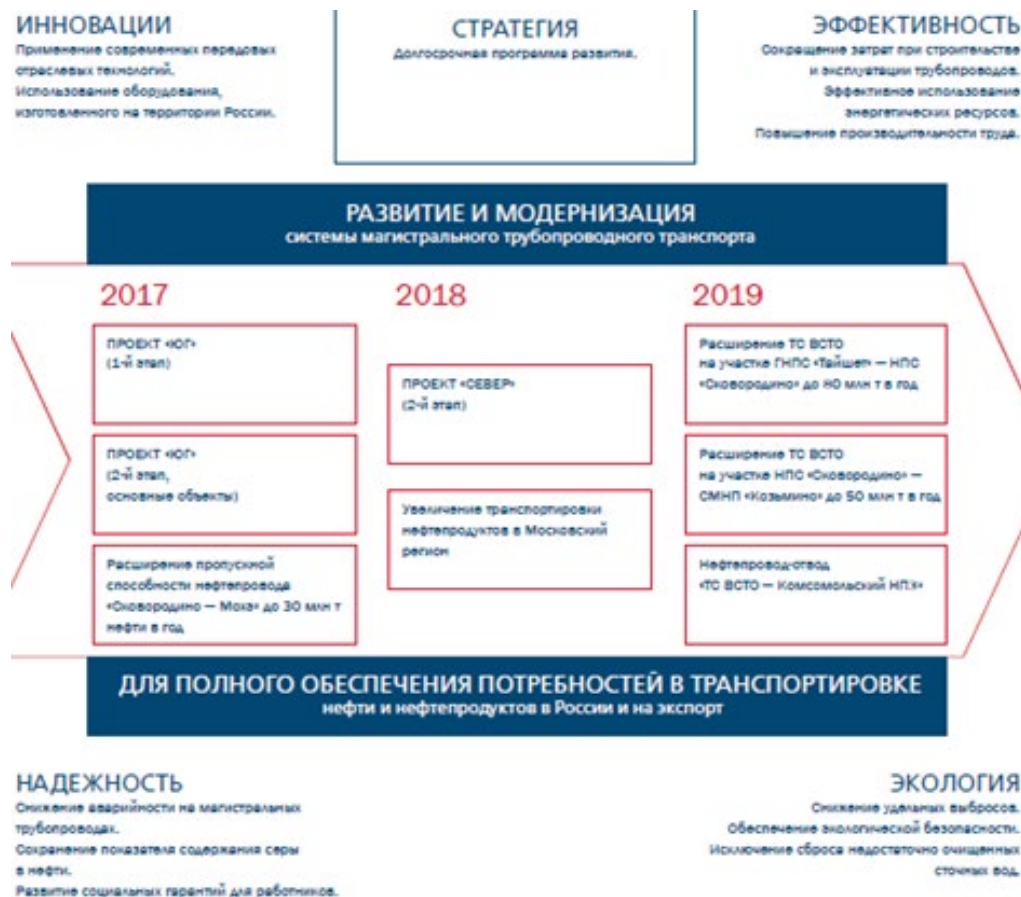 ИННОВАЦИИ
Применение современных передовых
отраслевых технологий.
Использование оборудования,
изготовленного на территории России.
СТРАТЕГИЯ
Долгосрочная программа развития.
ЭФФЕКТИВНОСТЬ
Сокращение затрат при строительстве
и эксплуатации трубопроводов.
Эффективное использование
энергетических ресурсов.
Повышение производительности труда.
РАЗВИТИЕ И МОДЕРНИЗАЦИЯ
системы магистрального трубопроводного транспорта
2017
ПРОЕКТ «ЮГ»
(1-й этап)
ПРОЕКТ «ЮГ»
(2-й этап,
основные объекты)
Расширение пропускной
способности нефтепровода
«Сковородино — Мохэ» до 30 млн т
нефти в год
2018
ПРОЕКТ «СЕВЕР»
(2-й этап)
Увеличение транспортировки
нефтепродуктов в Московский
регион
2019
Расширение ТС ВСТО
на участке ГНПС «Тайшет» — НПС
«Сковородино» до 80 млн т в год
Расширение ТС ВСТО
на участке НПС «Сковородино» —
СМНП «Козьмино» до 50 млн т в год
Нефтепровод-отвод
«ТС ВСТО — Комсомольский НПЗ»
ДЛЯ ПОЛНОГО ОБЕСПЕЧЕНИЯ ПОТРЕБНОСТЕЙ В ТРАНСПОРТИРОВКЕ
нефти и нефтепродуктов в России и на экспорт
НАДЕЖНОСТЬ
Снижение аварийности на магистральных
трубопроводах.
Сохранение показателя содержания серы
в нефти.
Развитие социальных гарантий для работников.
ЭКОЛОГИЯ
Снижение удельных выбросов.
Обеспечение экологической безопасности.
Исключение сброса недостаточно очищенных
сточных вод.